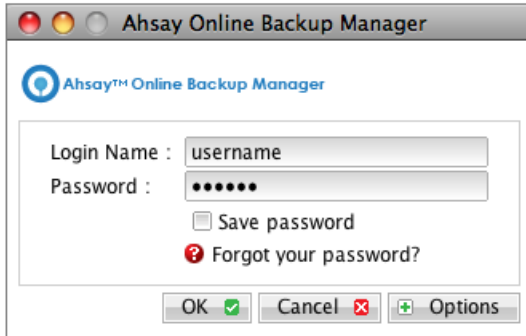 Ahsay Online Backup Manager
Ahsay™ Online Backup Manager
Login Name : username
Password : ••••••
Save password
? Forgot your password?
OK Cancel Options